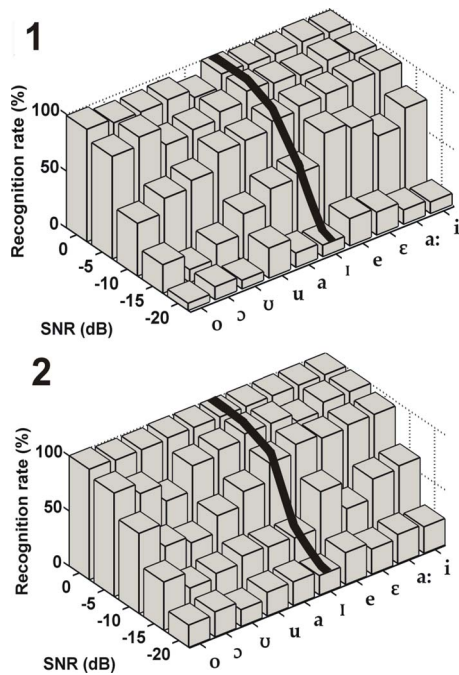 1
Recognition rate (%)
100
50
0
0
-5
-10
-15
-20
SNR (dB)
o
ɔ
ʊ
u
a
ɪ
e
ɛ
a:
i
2
Recognition rate (%)
100
50
0
0
-5
-10
-15
-20
SNR (dB)
o
ɔ
ʊ
u
a
ɪ
e
ɛ
a:
i